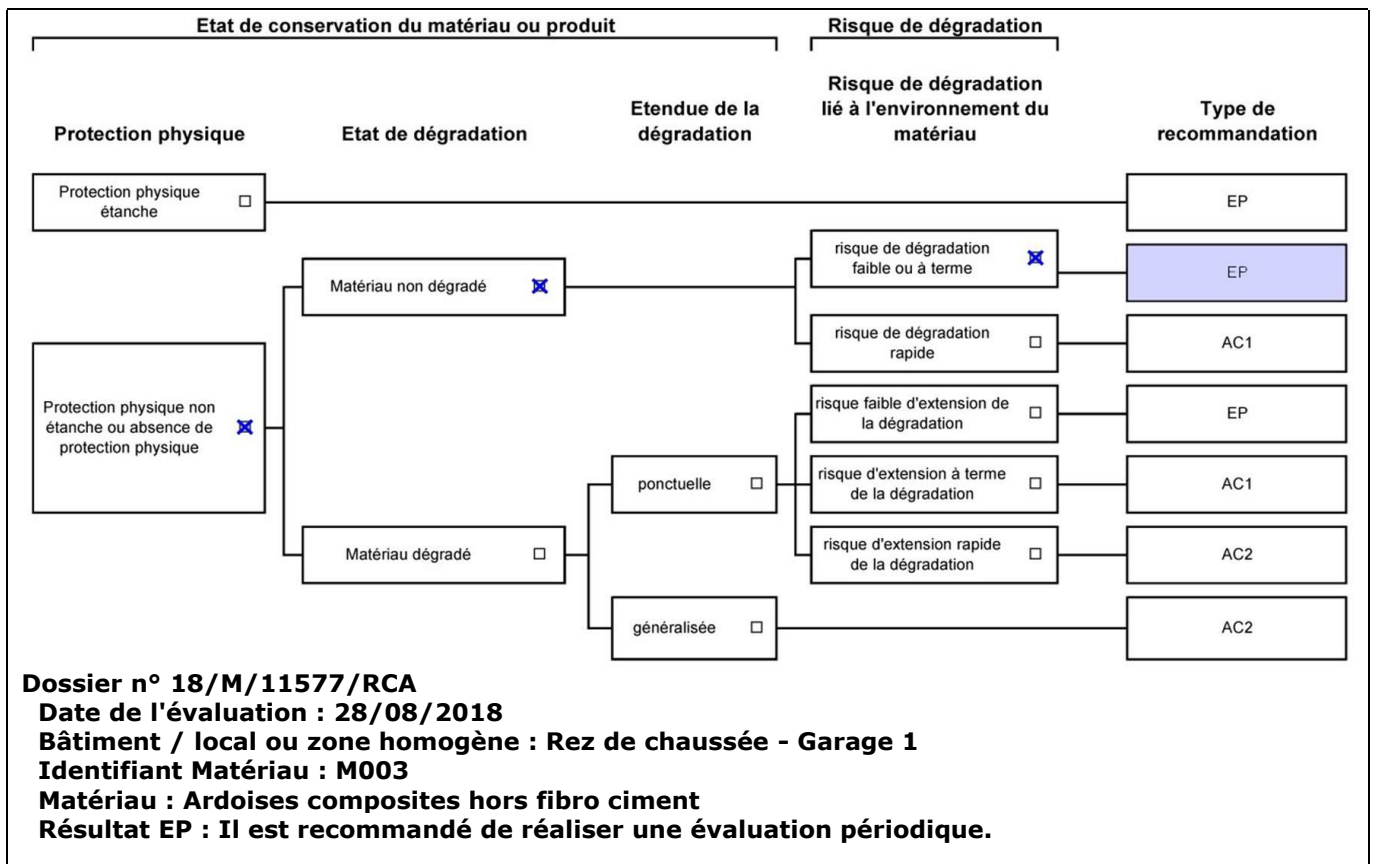 Etat de conservation du matériau ou produit
Risque de dégradation
Protection physique
Etat de dégradation
Etendue de la
dégradation
Risque de dégradation
lié à l'environnement du
matériau
Type de
recommandation
Protection physique
étanche
EP
Matériau non dégradé
risque de dégradation
faible ou à terme
EP
risque de dégradation
rapide
AC1
Protection physique non
étanche ou absence de
protection physique
risque faible d'extension de
la dégradation
EP
ponctuelle
risque d'extension à terme
de la dégradation
AC1
Matériau dégradé
risque d'extension rapide
de la dégradation
AC2
généralisée
AC2
Dossier n° 18/M/11577/RCA
Date de l'évaluation : 28/08/2018
Bâtiment / local ou zone homogène : Rez de chaussée - Garage 1
Identifiant Matériau : M003
Matériau : Ardoises composites hors fibro ciment
Résultat EP : Il est recommandé de réaliser une évaluation périodique.